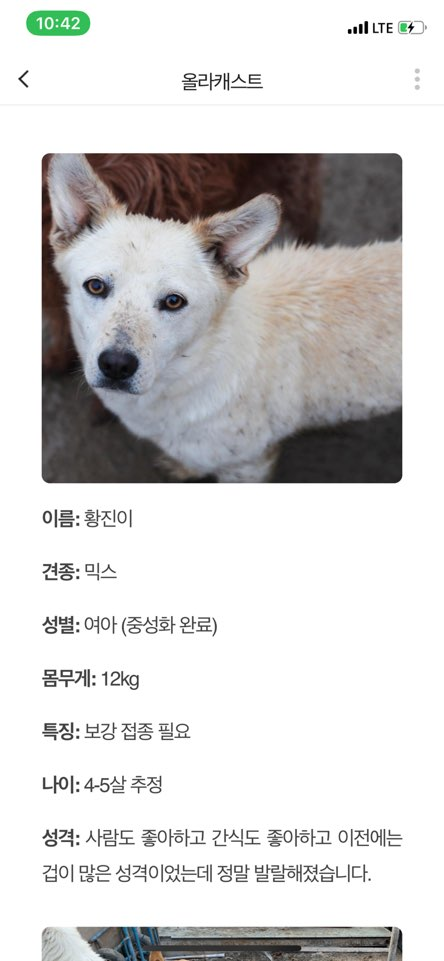 10:42
LTE
올라캐스트
이름: 황진이
견종: 믹스
성별: 여아 (중성화 완료)
몸무게: 12kg
특징: 보강 접종 필요
나이: 4-5살 추정
성격: 사람도 좋아하고 간식도 좋아하고 이전에는
겁이 많은 성격이었는데 정말 발랄해졌습니다.